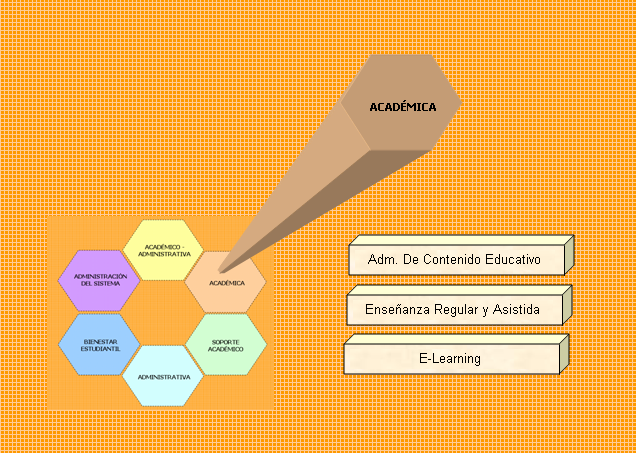 ACADÉMICA
ACADÉMICO -
ADMINISTRATIVA
ADMINISTRACIÓN
DEL SISTEMA
ACADÉMICA
BIENESTAR
ESTUDIANTIL
SOPORTE
ACADÉMICO
ADMINISTRATIVA
Adm. De Contenido Educativo
Enseñanza Regular y Asistida
E-Learning